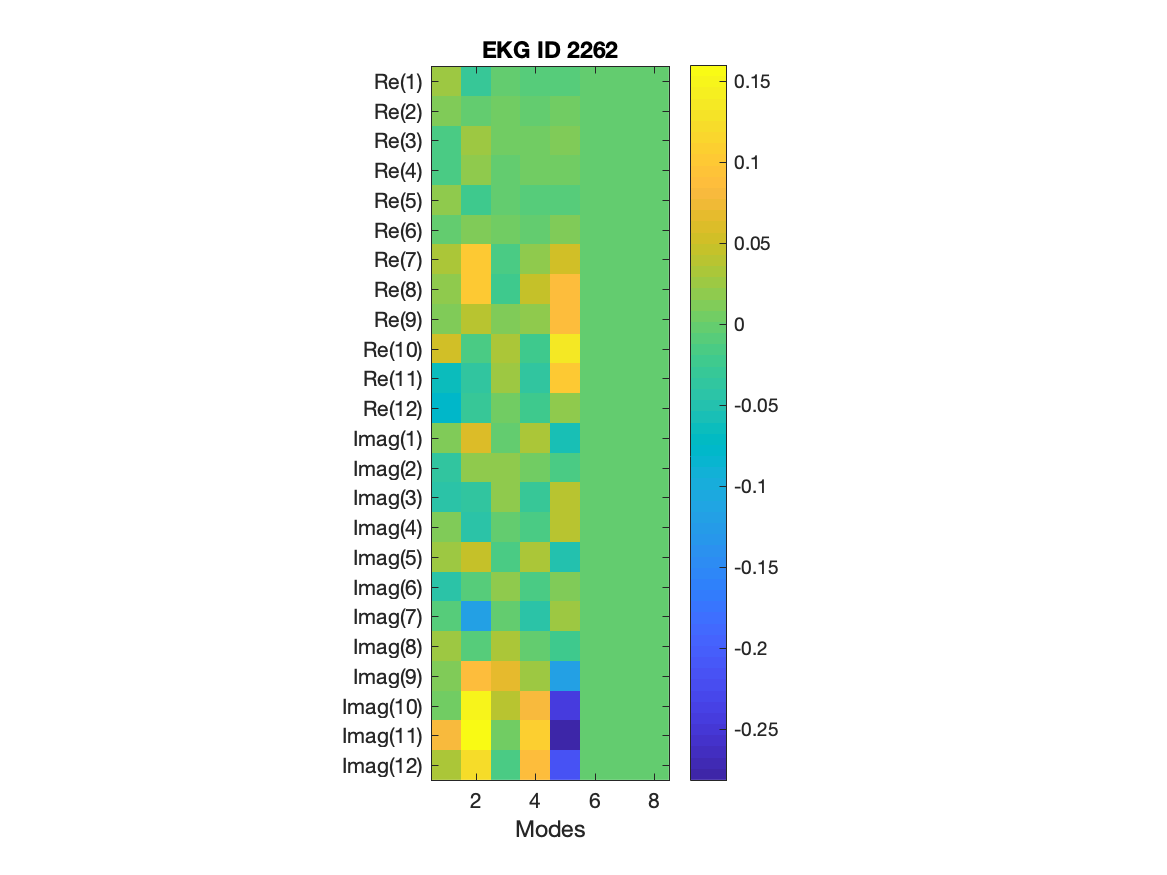 EKG ID 2262
Re(1)
Re(2)
Re(3)
Re(4)
Re(5)
Re(6)
Re(7)
Re(8)
Re(9)
Re(10)
Re(11)
Re(12)
Imag(1)
Imag(2)
Imag(3)
Imag(4)
Imag(5)
Imag(6)
Imag(7)
Imag(8)
Imag(9)
Imag(10)
Imag(11)
Imag(12)
2 4 6 8
Modes
0.15
0.1
0.05
0
-0.05
-0.1
-0.15
-0.2
-0.25